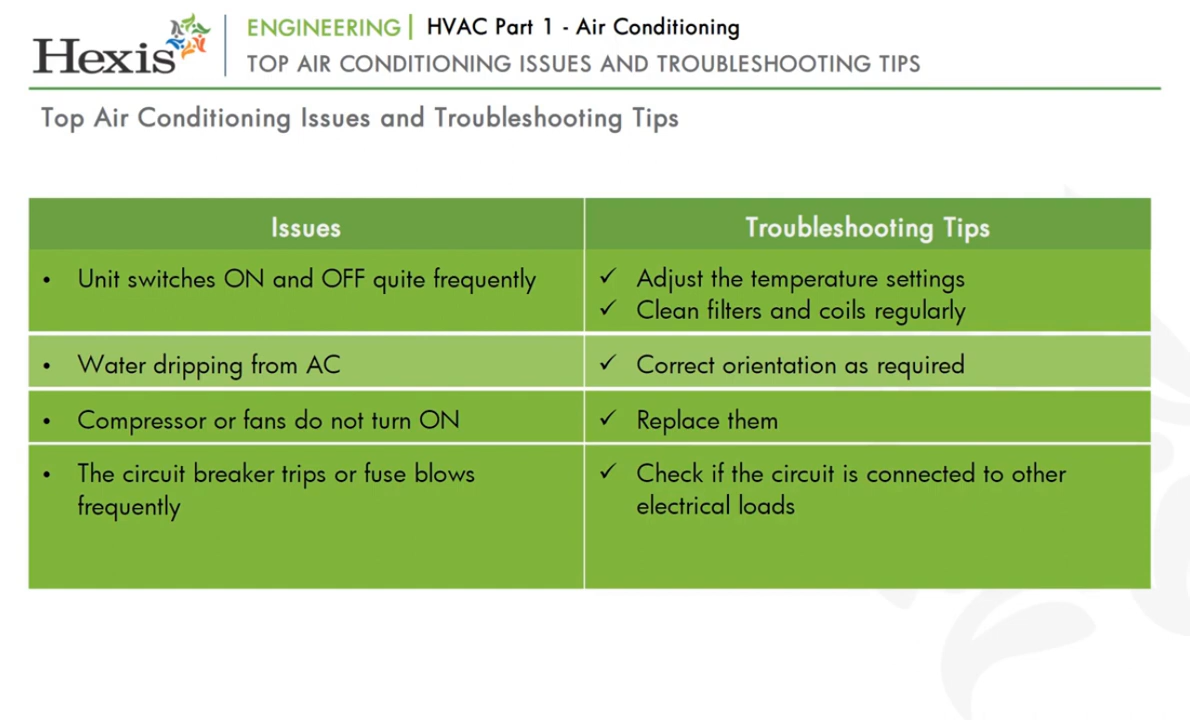 Hexis
ENGINEERING| HVAC Part 1 - Air Conditioning
TOP AIR CONDITIONING ISSUES AND TROUBLESHOOTING TIPS
Top Air Conditioning Issues and Troubleshooting Tips
Issues
Troubleshooting Tips
• Unit switches ON and OFF quite frequently
✓ Adjust the temperature settings
✓ Clean filters and coils regularly
• Water dripping from AC
✓ Correct orientation as required
• Compressor or fans do not turn ON
✓ Replace them
• The circuit breaker trips or fuse blows
frequently
✓ Check if the circuit is connected to other
electrical loads